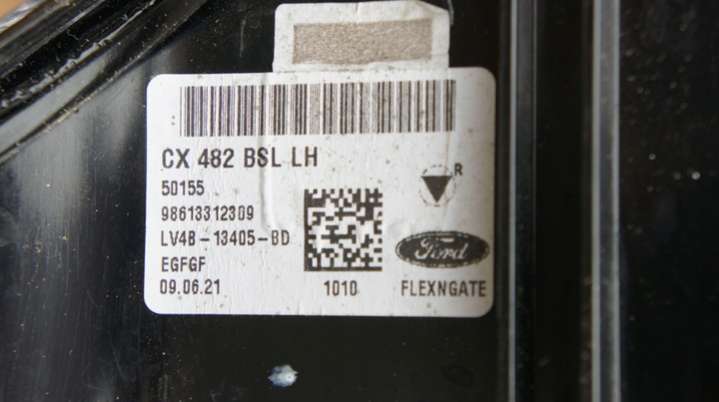 CX 482 BSL LH
50155
R
98613312309
LV4B-13405-BD
Ford
EGFGF
09.06.21
1010
FLEXNGATE